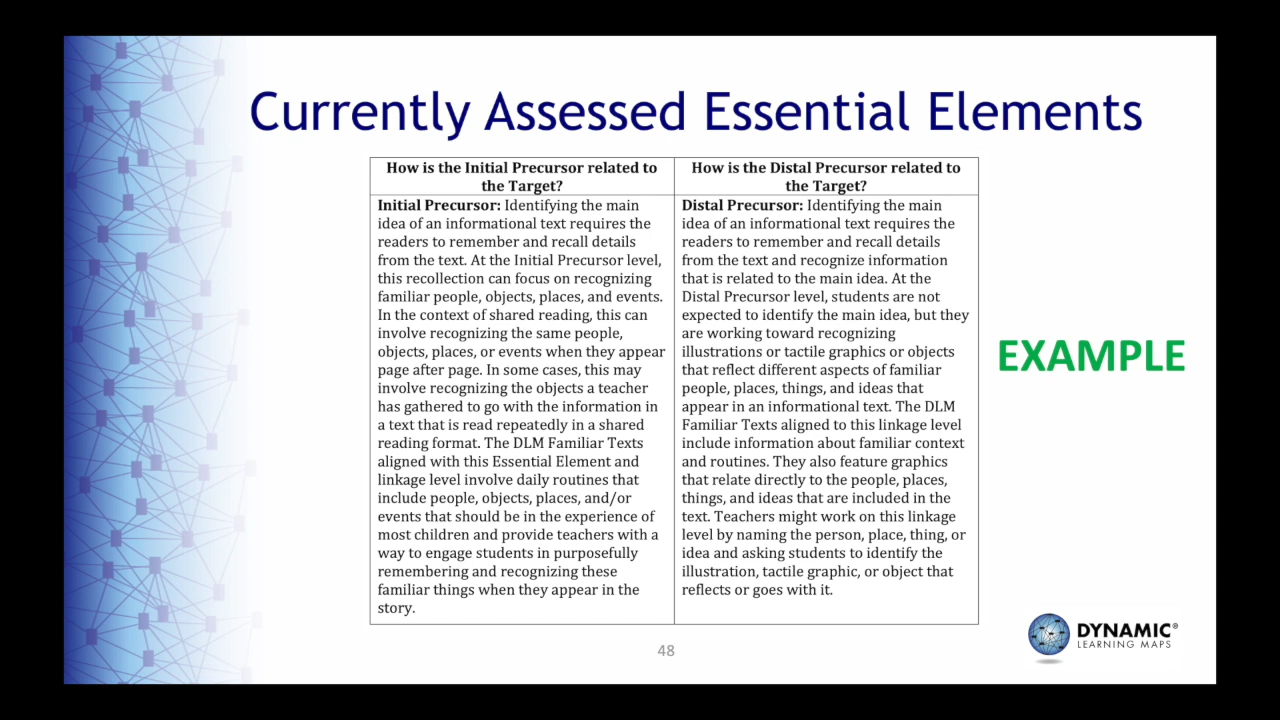 Currently Assessed Essential Elements
How is the Initial Precursor related to
the Target?
How is the Distal Precursor related to
the Target?
Initial Precursor: Identifying the main
idea of an informational text requires the
readers to remember and recall details
from the text. At the Initial Precursor level,
this recollection can focus on recognizing
familiar people, objects, places, and events.
In the context of shared reading, this can
involve recognizing the same people,
objects, places, or events when they appear
page after page. In some cases, this may
involve recognizing the objects a teacher
has gathered to go with the information in
a text that is read repeatedly in a shared
reading format. The DLM Familiar Texts
aligned with this Essential Element and
linkage level involve daily routines that
include people, objects, places, and/or
events that should be in the experience of
most children and provide teachers with a
way to engage students in purposefully
remembering and recognizing these
familiar things when they appear in the
story.
Distal Precursor: Identifying the main
idea of an informational text requires the
readers to remember and recall details
from the text and recognize information
that is related to the main idea. At the
Distal Precursor level, students are not
expected to identify the main idea, but they
are working toward recognizing
illustrations or tactile graphics or objects
that reflect different aspects of familiar
people, places, things, and ideas that
appear in an informational text. The DLM
Familiar Texts aligned to this linkage level
include information about familiar context
and routines. They also feature graphics
that relate directly to the people, places,
things, and ideas that are included in the
text. Teachers might work on this linkage
level by naming the person, place, thing, or
idea and asking students to identify the
illustration, tactile graphic, or object that
reflects or goes with it.
EXAMPLE
48
DYNAMIC®
LEARNING MAPS